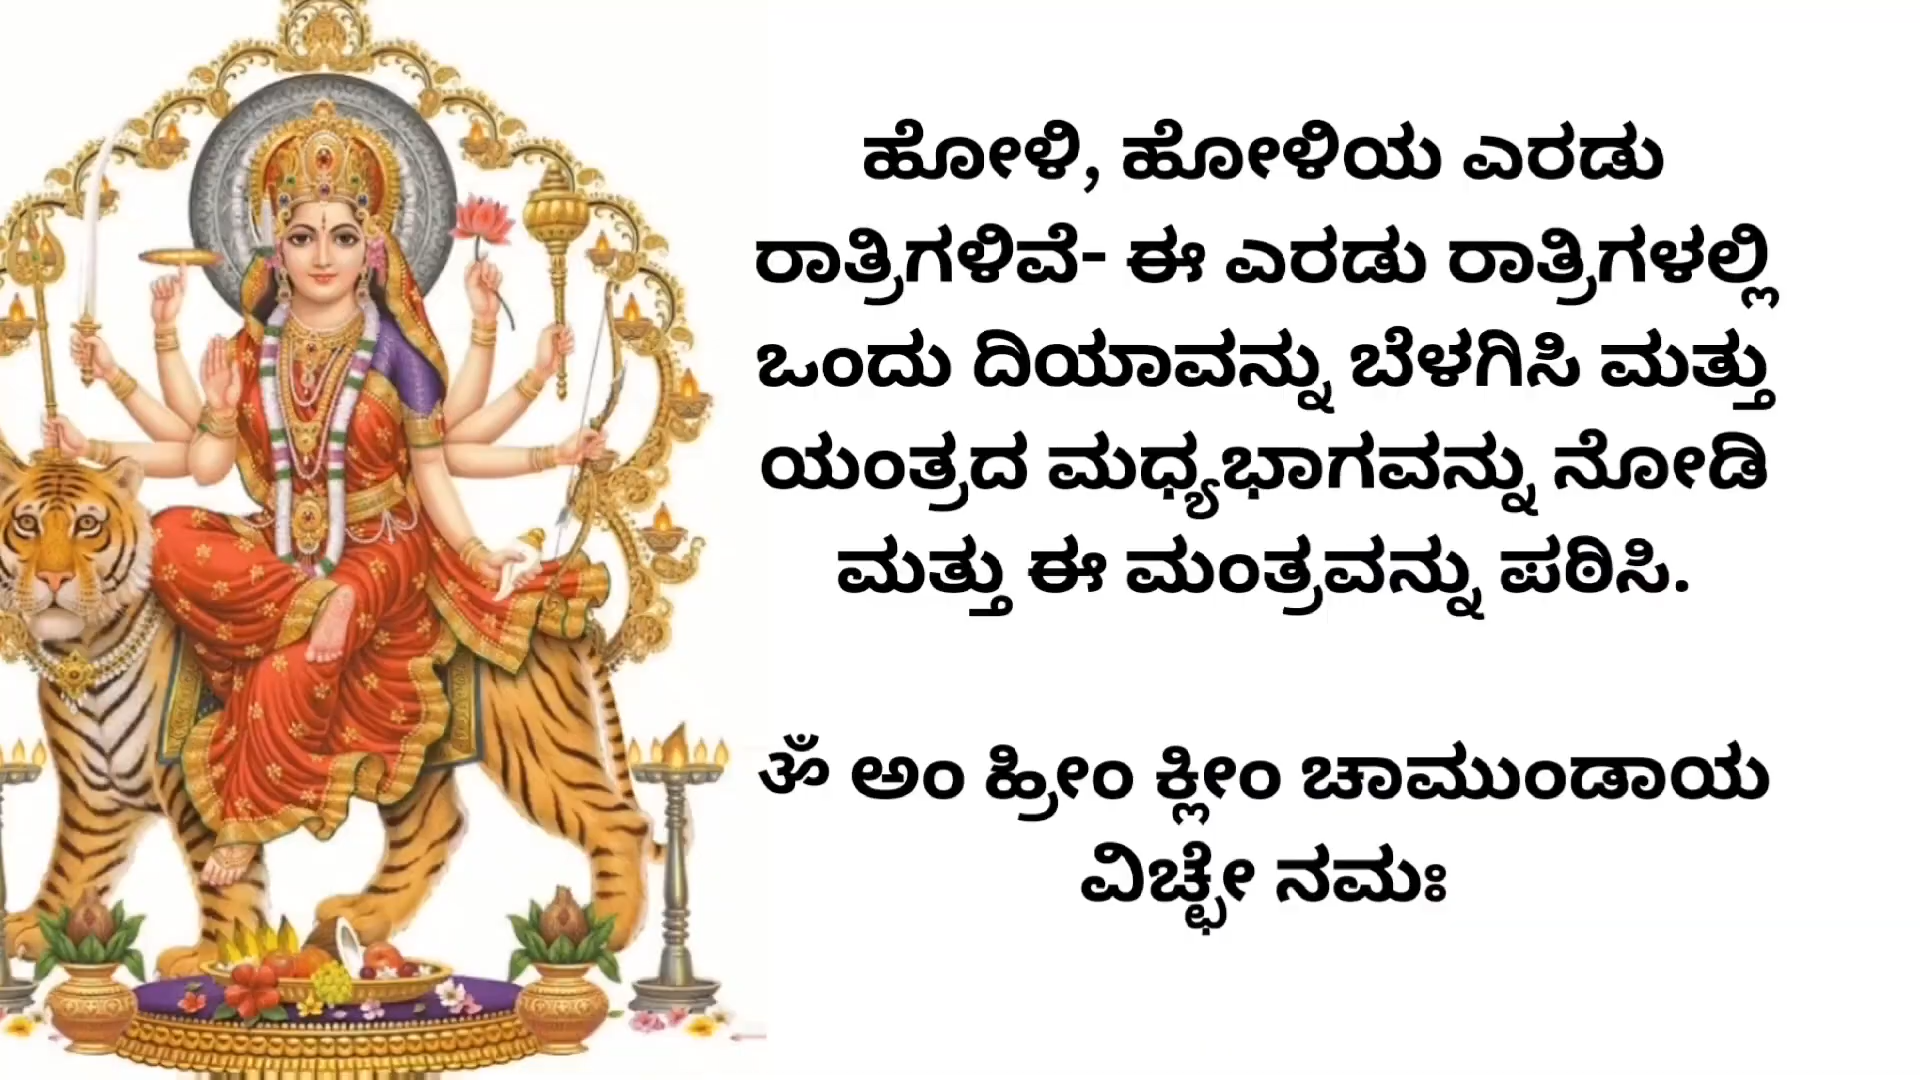 ಹೋಳಿ, ಹೋಳಿಯ ಎರಡು
ರಾತ್ರಿಗಳಿವೆ- ಈ ಎರಡು ರಾತ್ರಿಗಳಲ್ಲಿ
ಒಂದು ದಿಯಾವನ್ನು ಬೆಳಗಿಸಿ ಮತ್ತು
ಯಂತ್ರದ ಮಧ್ಯಭಾಗವನ್ನು ನೋಡಿ
ಮತ್ತು ಈ ಮಂತ್ರವನ್ನು ಪಠಿಸಿ.
ॐ ಅಂ ಹ್ರೀಂ ಕ್ಲೀಂ ಚಾಮುಂಡಾಯ
ವಿಚ್ಛೇ ನಮಃ